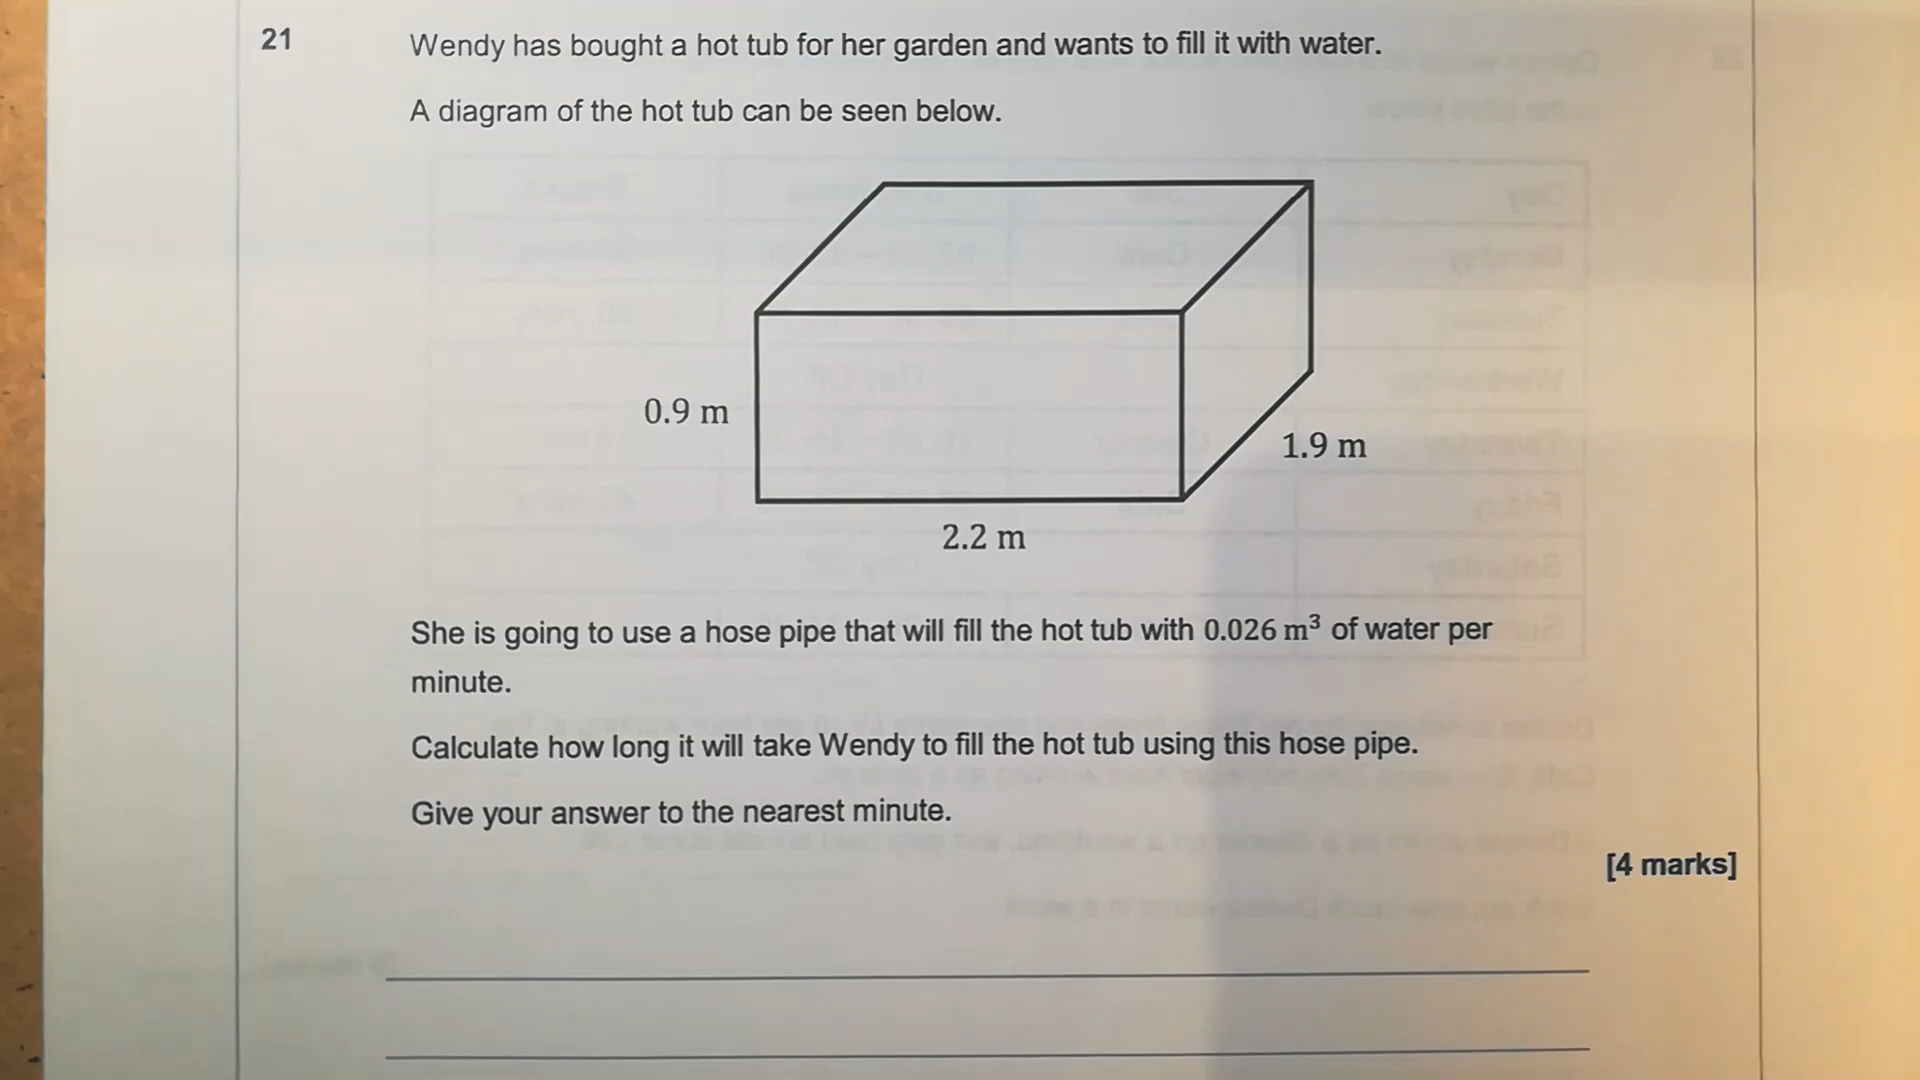 21
Wendy has bought a hot tub for her garden and wants to fill it with water.
A diagram of the hot tub can be seen below.
0.9 m
1.9 m
2.2 m
She is going to use a hose pipe that will fill the hot tub with 0.026 m³ of water per
minute.
Calculate how long it will take Wendy to fill the hot tub using this hose pipe.
Give your answer to the nearest minute.
[4 marks]